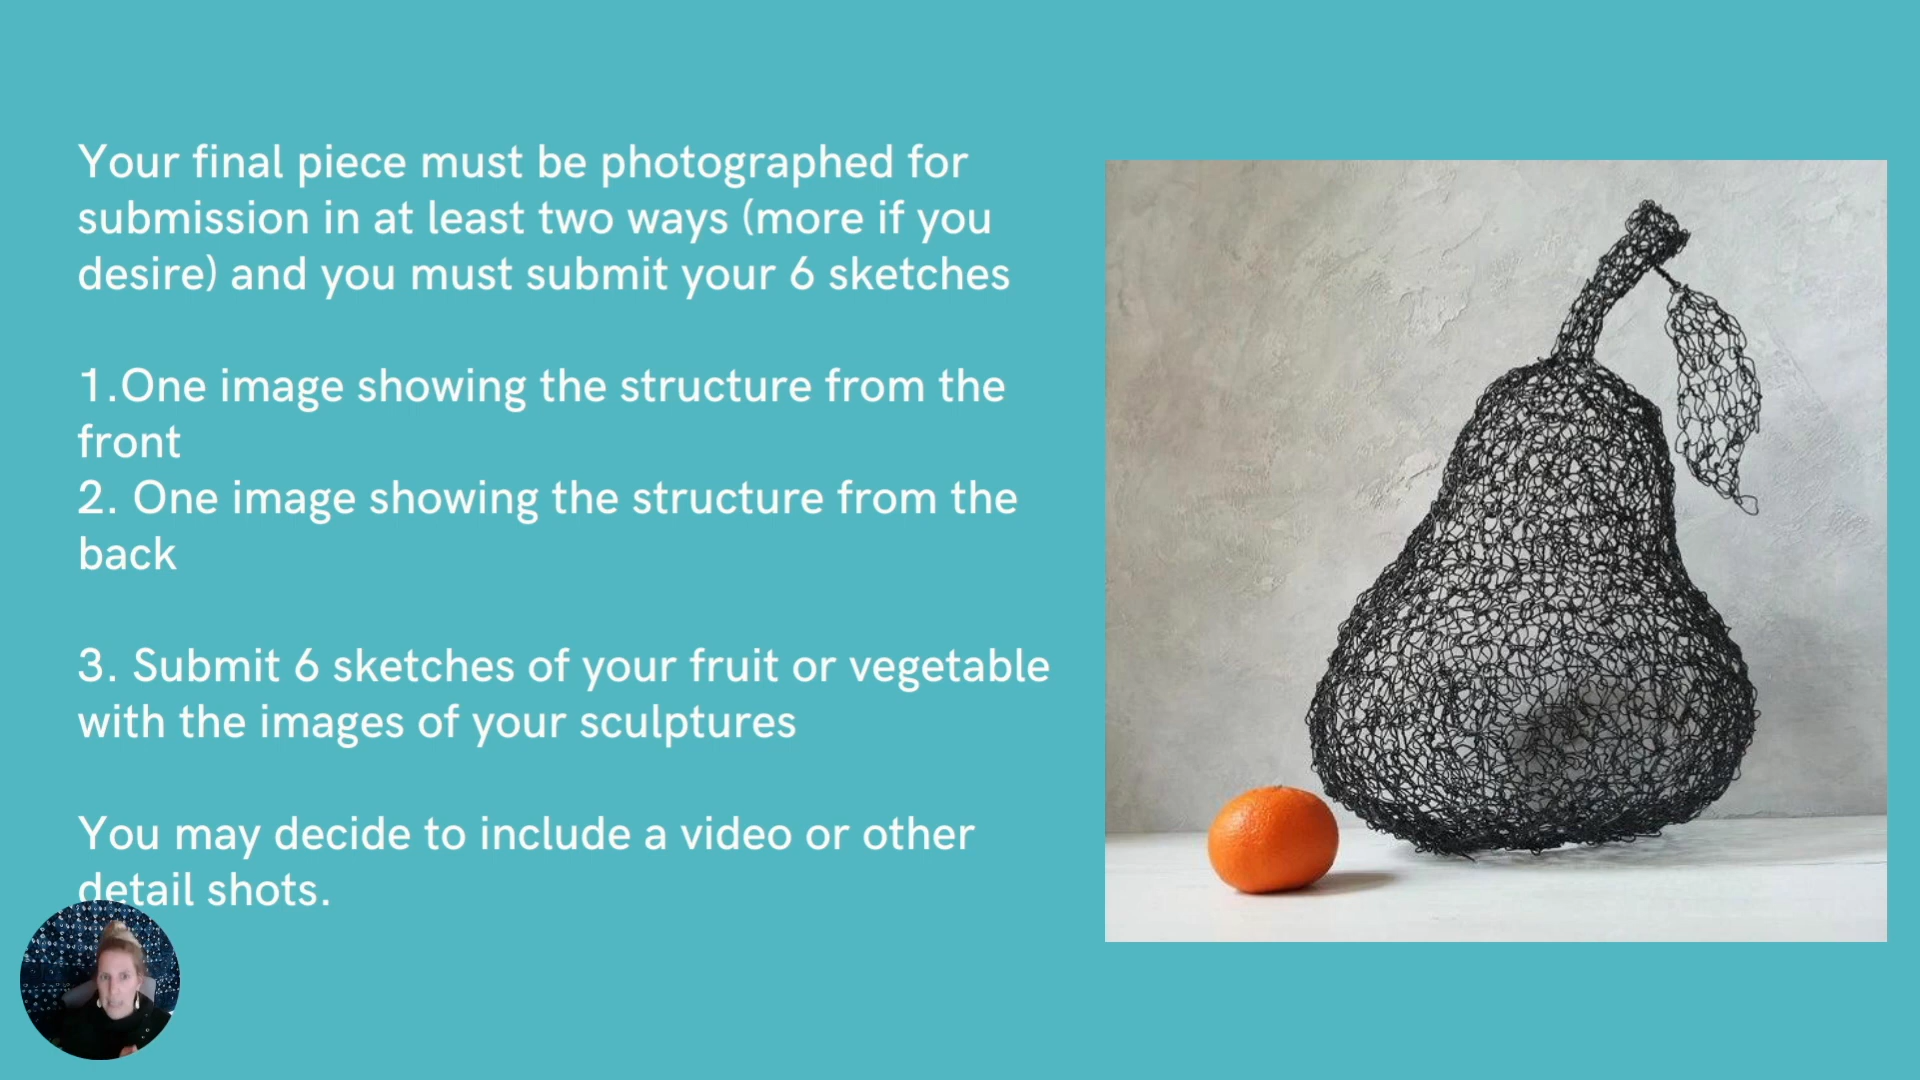 Your final piece must be photographed for
submission in at least two ways (more if you
desire) and you must submit your 6 sketches
1.One image showing the structure from the
front
2. One image showing the structure from the
back
3. Submit 6 sketches of your fruit or vegetable
with the images of your sculptures
You may decide to include a video or other
detail shots.